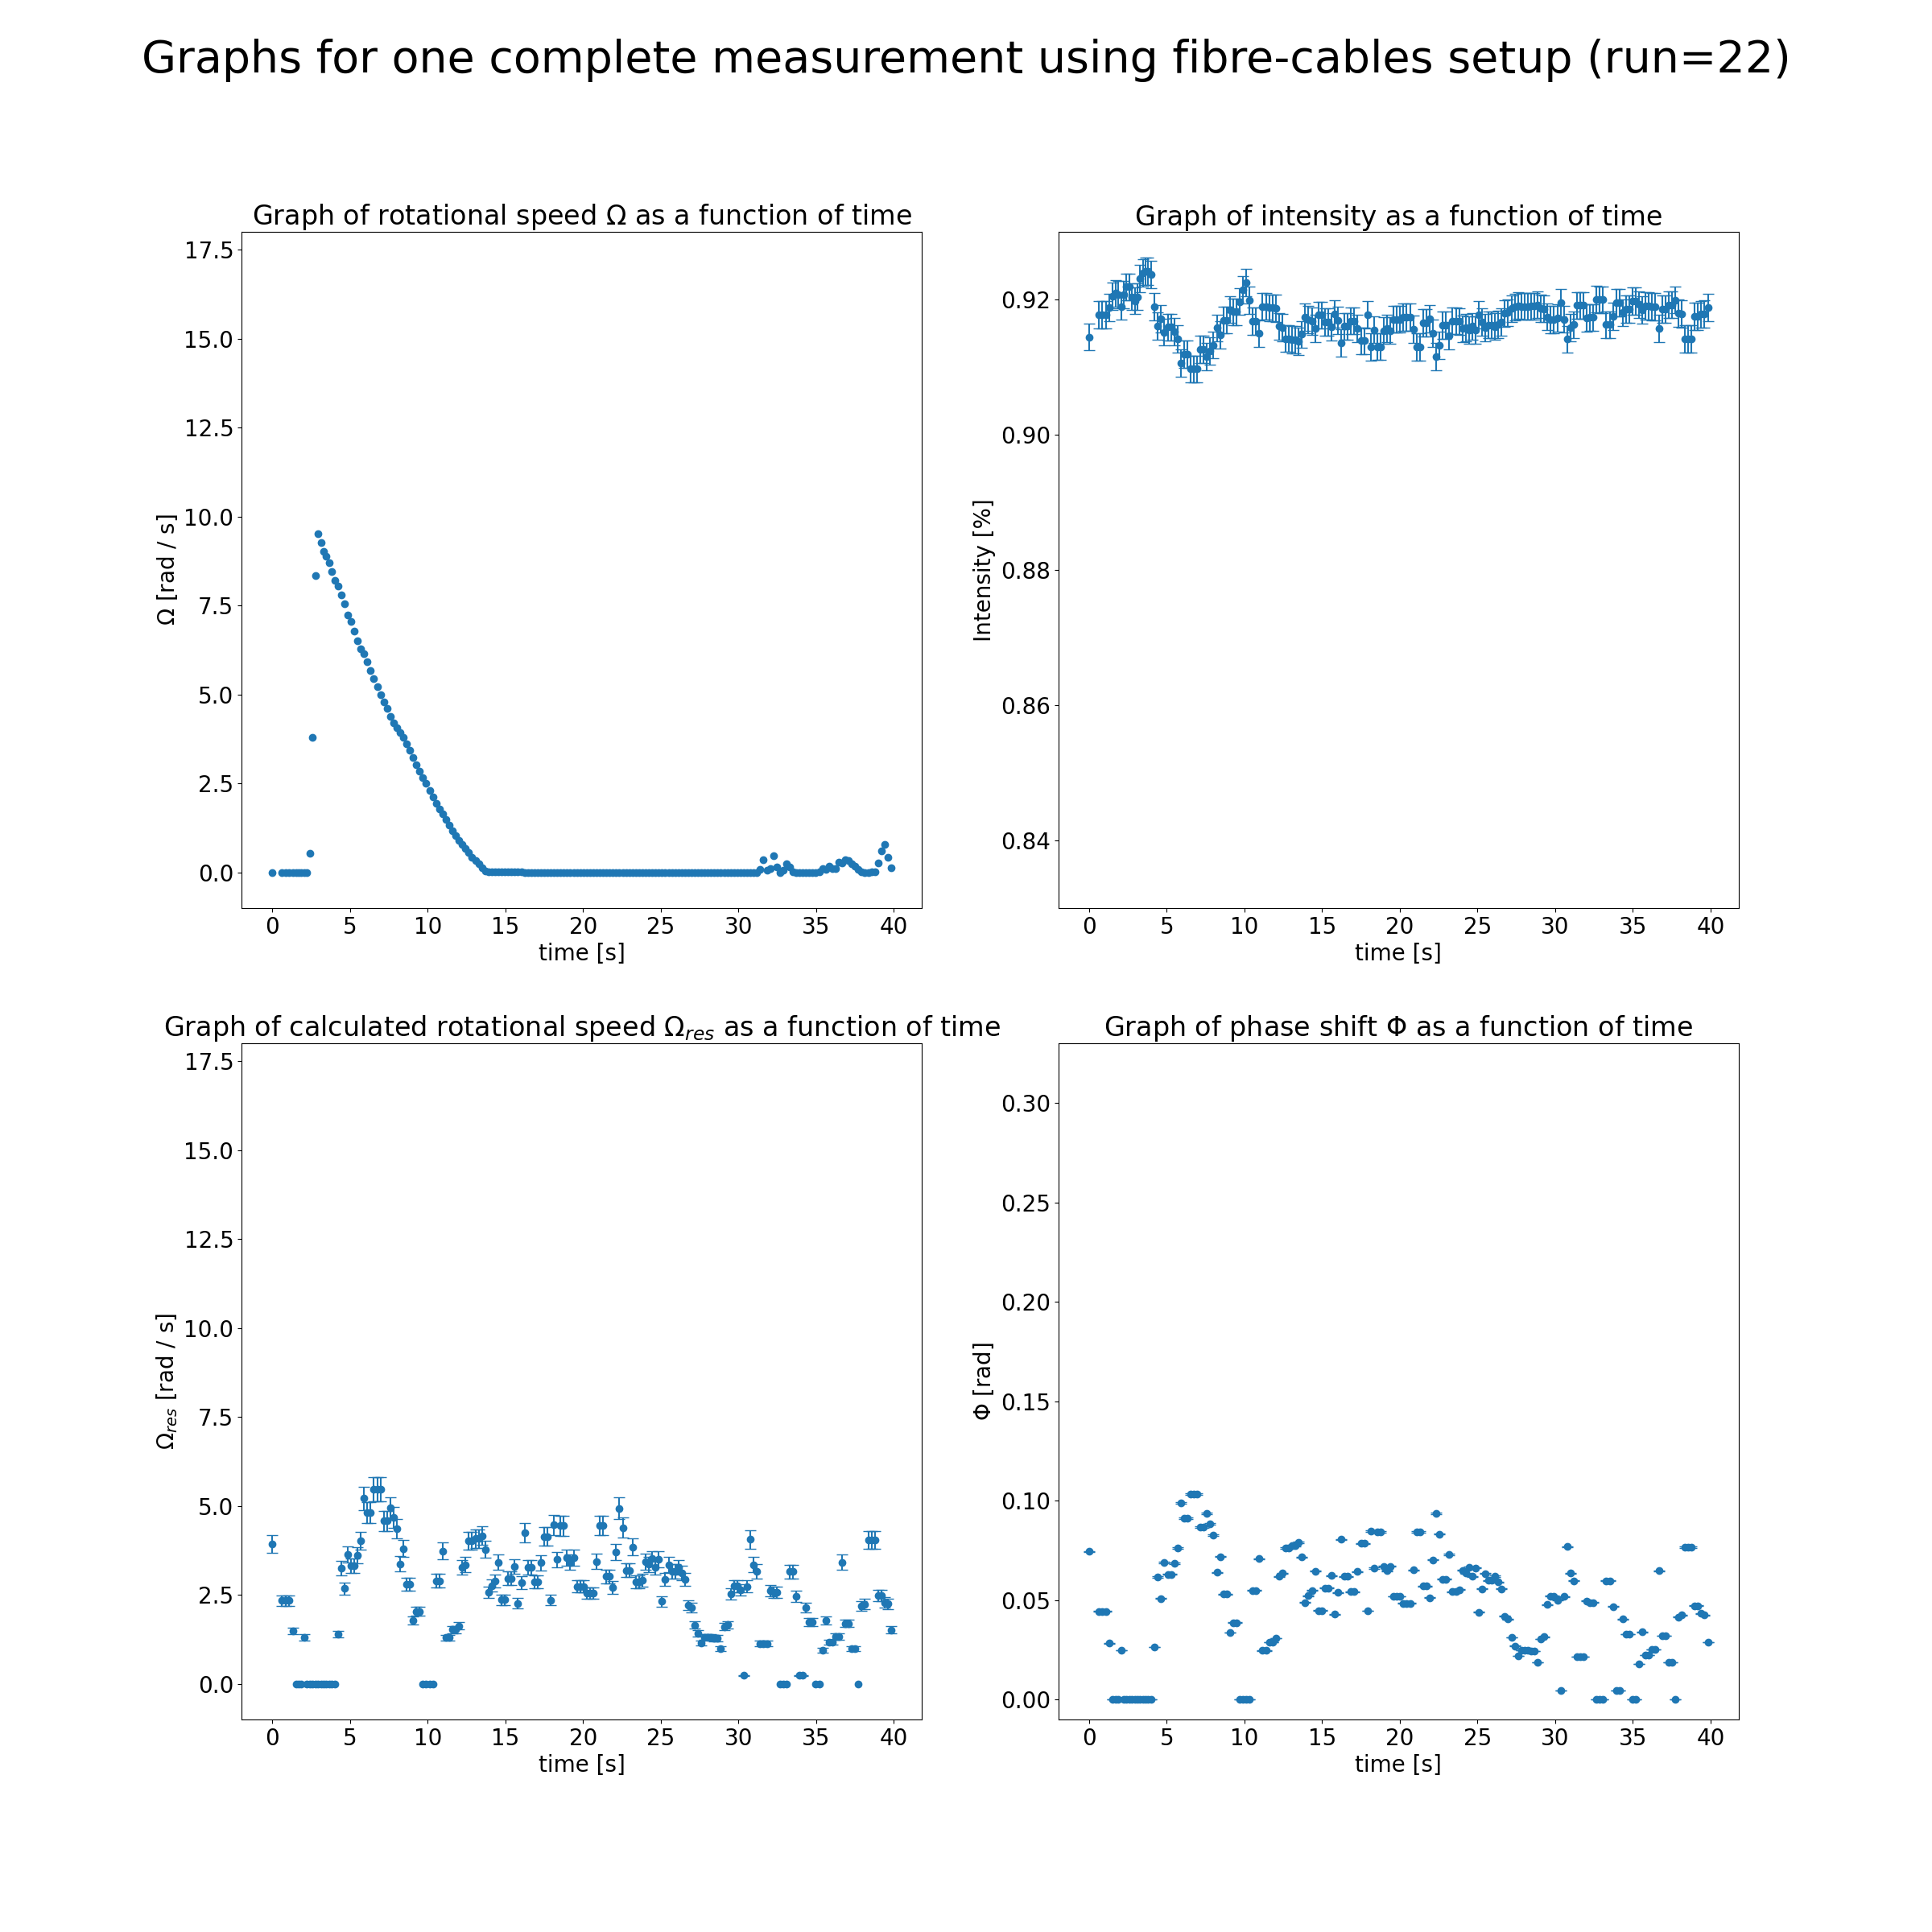 Graphs for one complete measurement using fibre-cables setup (run=22)
Graph of rotational speed Ω as a function of time
17.5
15.0
12.5
10.0
7.5
5.0
2.5
0.0
Ω [rad / s]
0 5 10 15 20 25 30 35 40
time [s]
Graph of intensity as a function of time
0.92
0.90
0.88
0.86
0.84
Intensity [%]
0 5 10 15 20 25 30 35 40
time [s]
Graph of calculated rotational speed Ω_res as a function of time
17.5
15.0
12.5
10.0
7.5
5.0
2.5
0.0
Ω_res [rad / s]
0 5 10 15 20 25 30 35 40
time [s]
Graph of phase shift Φ as a function of time
0.30
0.25
0.20
0.15
0.10
0.05
0.00
Φ [rad]
0 5 10 15 20 25 30 35 40
time [s]